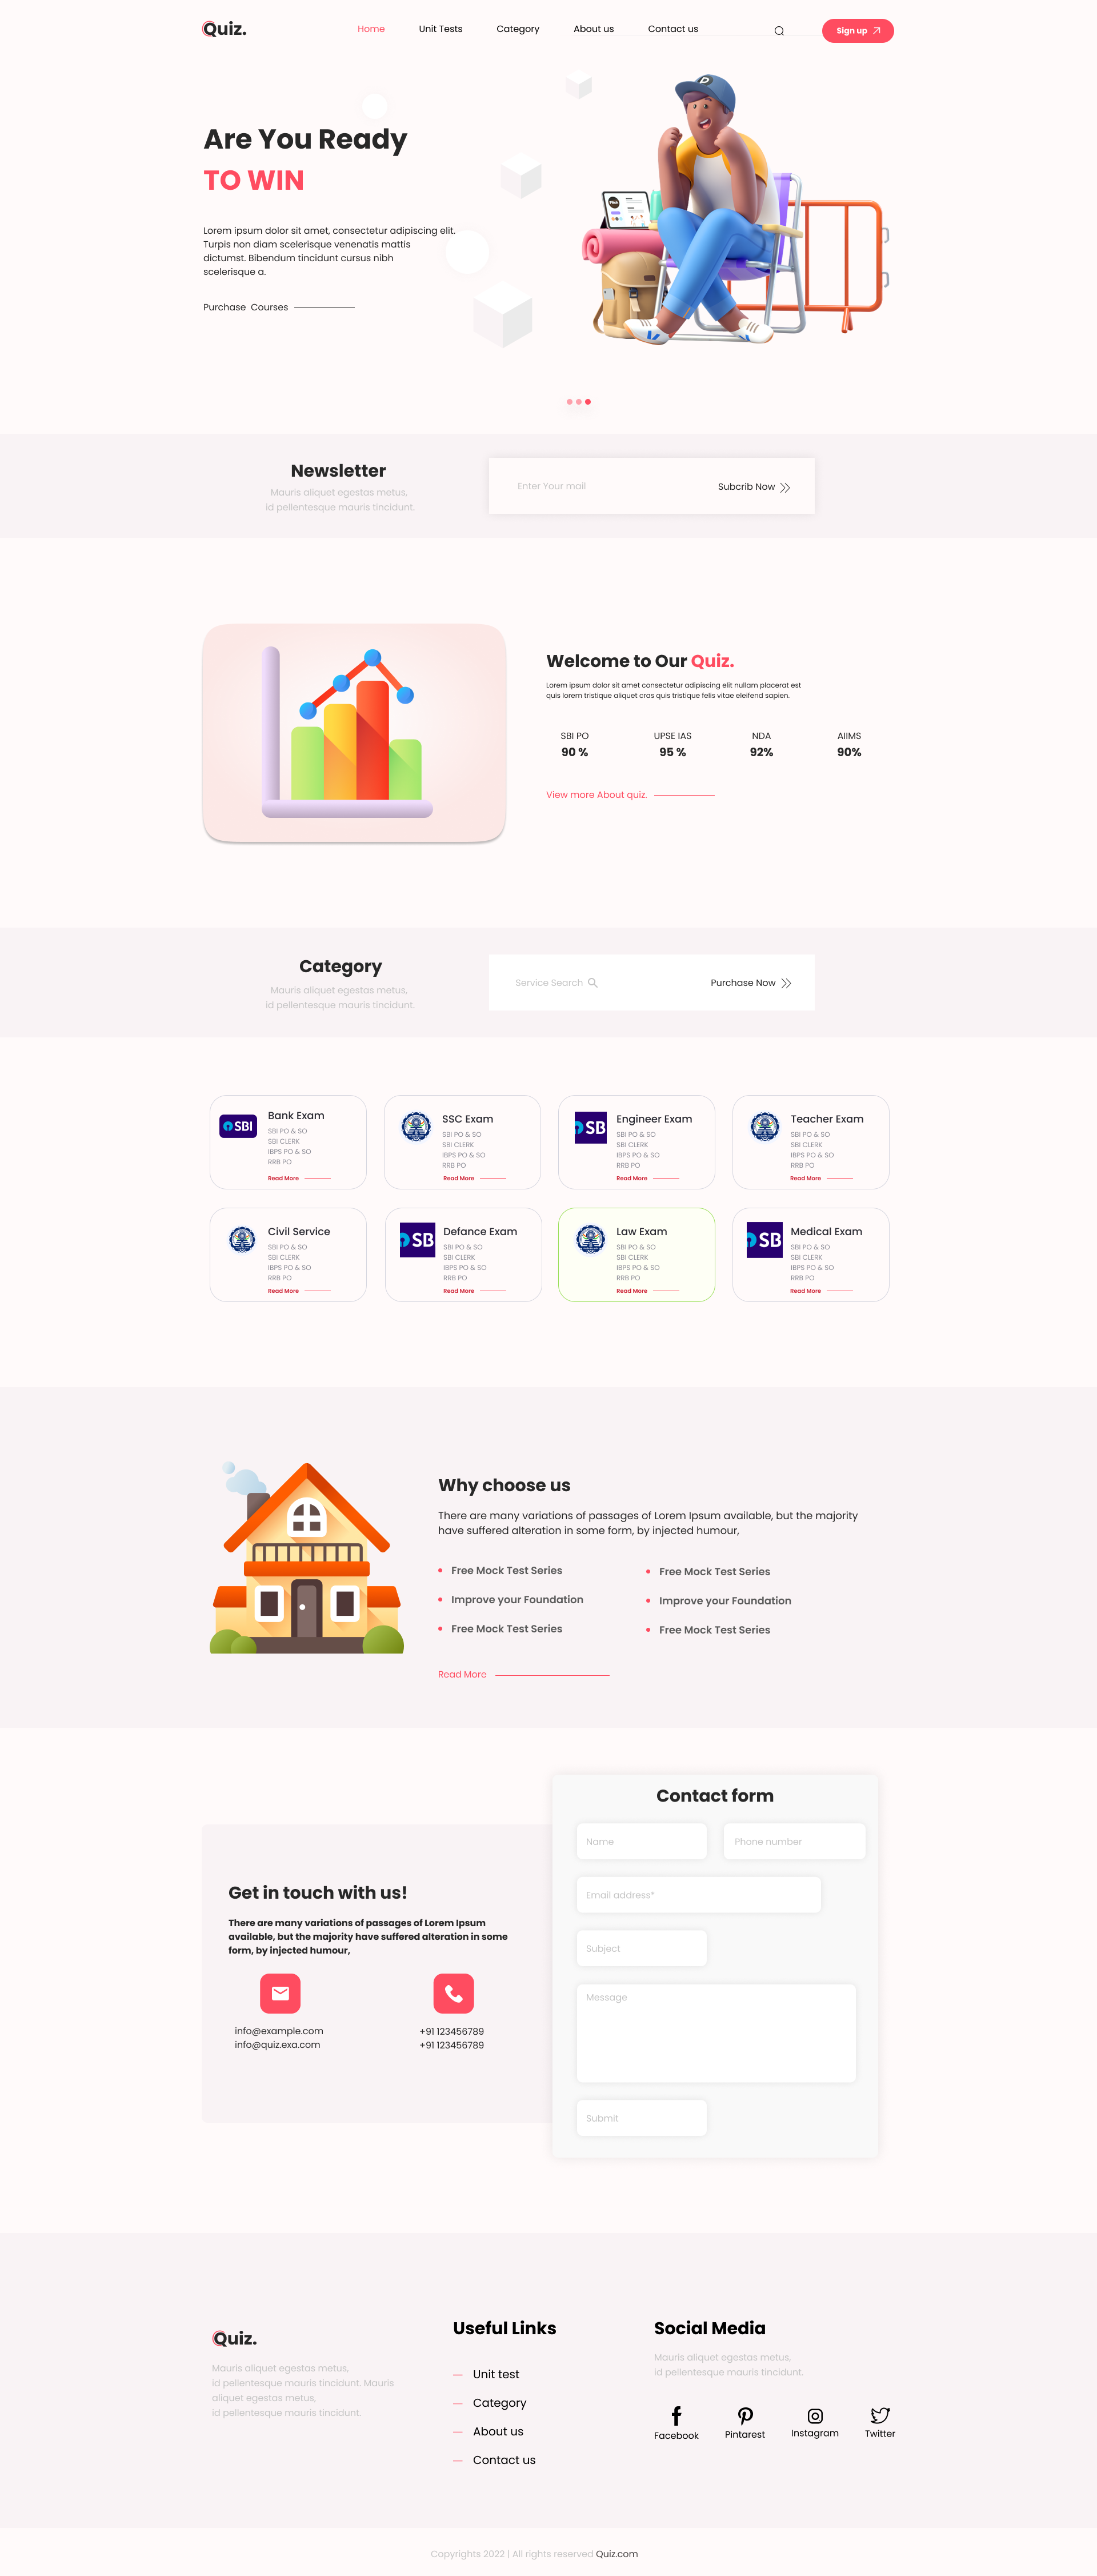 Quiz.
Home
Unit Tests
Category
About us
Contact us
Sign up
Are You Ready
TO WIN
Lorem ipsum dolor sit amet, consectetur adipiscing elit.
Turpis non diam scelerisque venenatis mattis
dictumst. Bibendum tincidunt cursus nibh
scelerisque a.
Purchase Courses
Newsletter
Mauris aliquet egestas metus,
id pellentesque mauris tincidunt.
Enter Your mail
Subcrib Now
Welcome to Our Quiz.
Lorem ipsum dolor sit amet consectetur adipiscing elit nullam placerat est
quis lorem tristique aliquet cras quis tristique felis vitae eleifend sapien.
SBI PO
90 %
UPSE IAS
95 %
NDA
92%
AIIMS
90%
View more About quiz.
Category
Mauris aliquet egestas metus,
id pellentesque mauris tincidunt.
Service Search
Purchase Now
SBI
Bank Exam
SBI PO & SO
SBI CLERK
IBPS PO & SO
RRB PO
Read More
SSC Exam
SBI PO & SO
SBI CLERK
IBPS PO & SO
RRB PO
Read More
SB
Engineer Exam
SBI PO & SO
SBI CLERK
IBPS PO & SO
RRB PO
Read More
Teacher Exam
SBI PO & SO
SBI CLERK
IBPS PO & SO
RRB PO
Read More
Civil Service
SBI PO & SO
SBI CLERK
IBPS PO & SO
RRB PO
Read More
SB
Defance Exam
SBI PO & SO
SBI CLERK
IBPS PO & SO
RRB PO
Read More
Law Exam
SBI PO & SO
SBI CLERK
IBPS PO & SO
RRB PO
Read More
SB
Medical Exam
SBI PO & SO
SBI CLERK
IBPS PO & SO
RRB PO
Read More
Why choose us
There are many variations of passages of Lorem Ipsum available, but the majority
have suffered alteration in some form, by injected humour,
Free Mock Test Series
Improve your Foundation
Free Mock Test Series
Free Mock Test Series
Improve your Foundation
Free Mock Test Series
Read More
Get in touch with us!
There are many variations of passages of Lorem Ipsum
available, but the majority have suffered alteration in some
form, by injected humour,
info@example.com
info@quiz.exa.com
+91 123456789
+91 123456789
Contact form
Name
Phone number
Email address*
Subject
Message
Submit
Quiz.
Mauris aliquet egestas metus,
id pellentesque mauris tincidunt. Mauris
aliquet egestas metus,
id pellentesque mauris tincidunt.
Useful Links
Unit test
Category
About us
Contact us
Social Media
Mauris aliquet egestas metus,
id pellentesque mauris tincidunt.
Facebook
Pintarest
Instagram
Twitter
Copyrights 2022 | All rights reserved Quiz.com